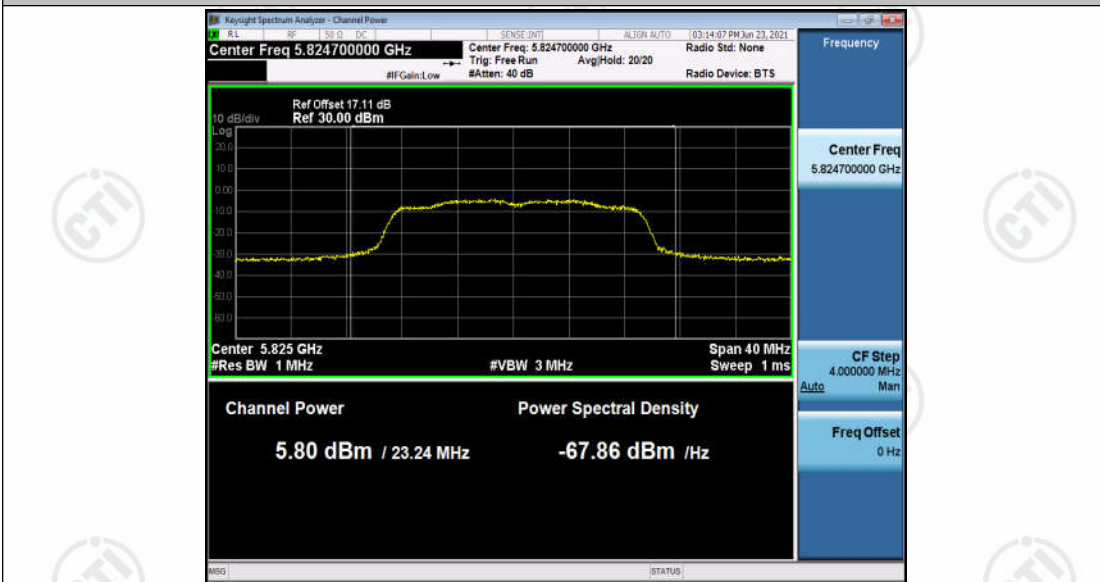 Keysight Spectrum Analyzer - Channel Power
RL RF 50 Ω DC SENSE:INT ALIGN AUTO 03:14:07 PM Jun 23, 2021
Center Freq 5.824700000 GHz
Center Freq: 5.824700000 GHz
Radio Std: None
Trig: Free Run Avg|Hold: 20/20
#IFGain:Low
#Atten: 40 dB
Radio Device: BTS
Frequency
Ref Offset 17.11 dB
10 dB/div Ref 30.00 dBm
Log
20.0
10.0
0.00
-10.0
-20.0
-30.0
-40.0
-50.0
-60.0
Center 5.825 GHz Span 40 MHz
#Res BW 1 MHz #VBW 3 MHz Sweep 1 ms
Center Freq
5.824700000 GHz
CF Step
4.000000 MHz
Auto Man
Freq Offset
0 Hz
Channel Power Power Spectral Density
5.80 dBm / 23.24 MHz -67.86 dBm /Hz
MSG STATUS
CTI
CTI
CTI
CTI